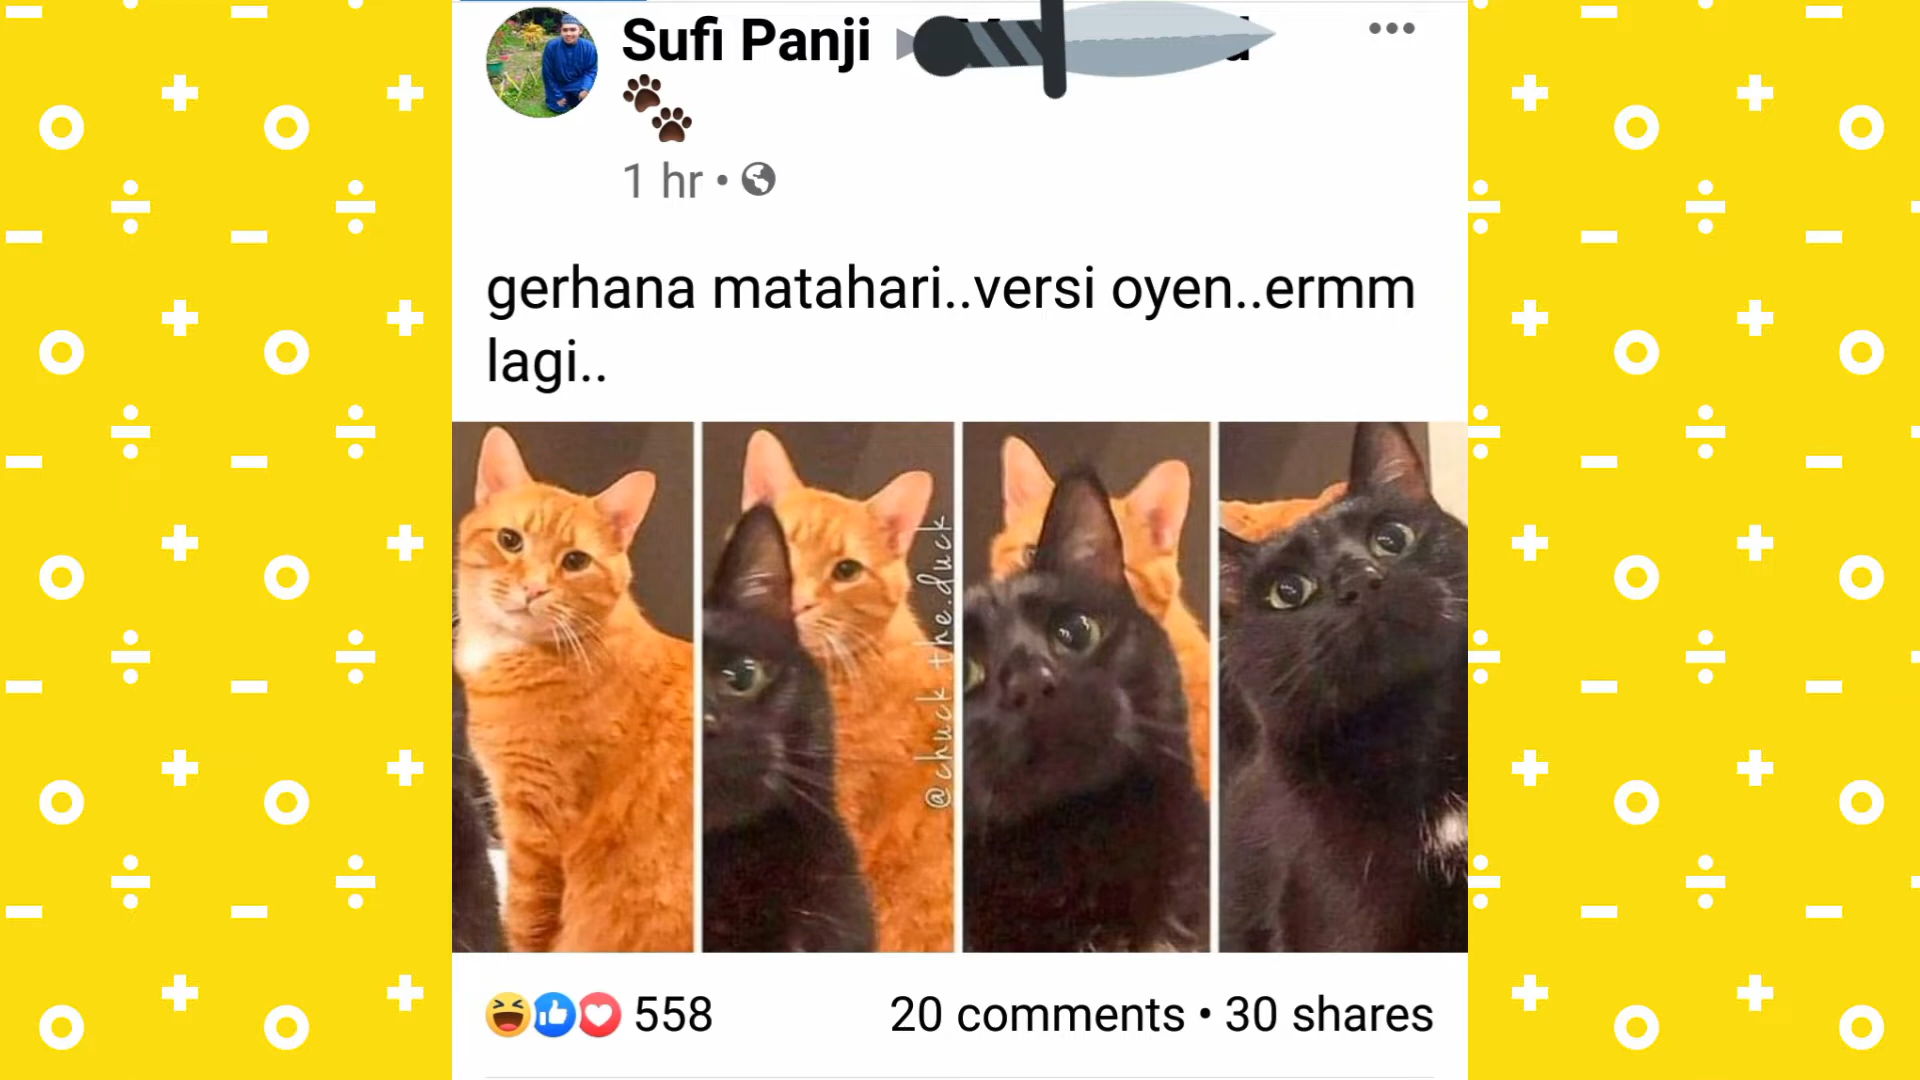 Sufi Panji
1 hr
gerhana matahari..versi oyen..ermm
lagi..
@chuck.the.duck
558
20 comments • 30 shares